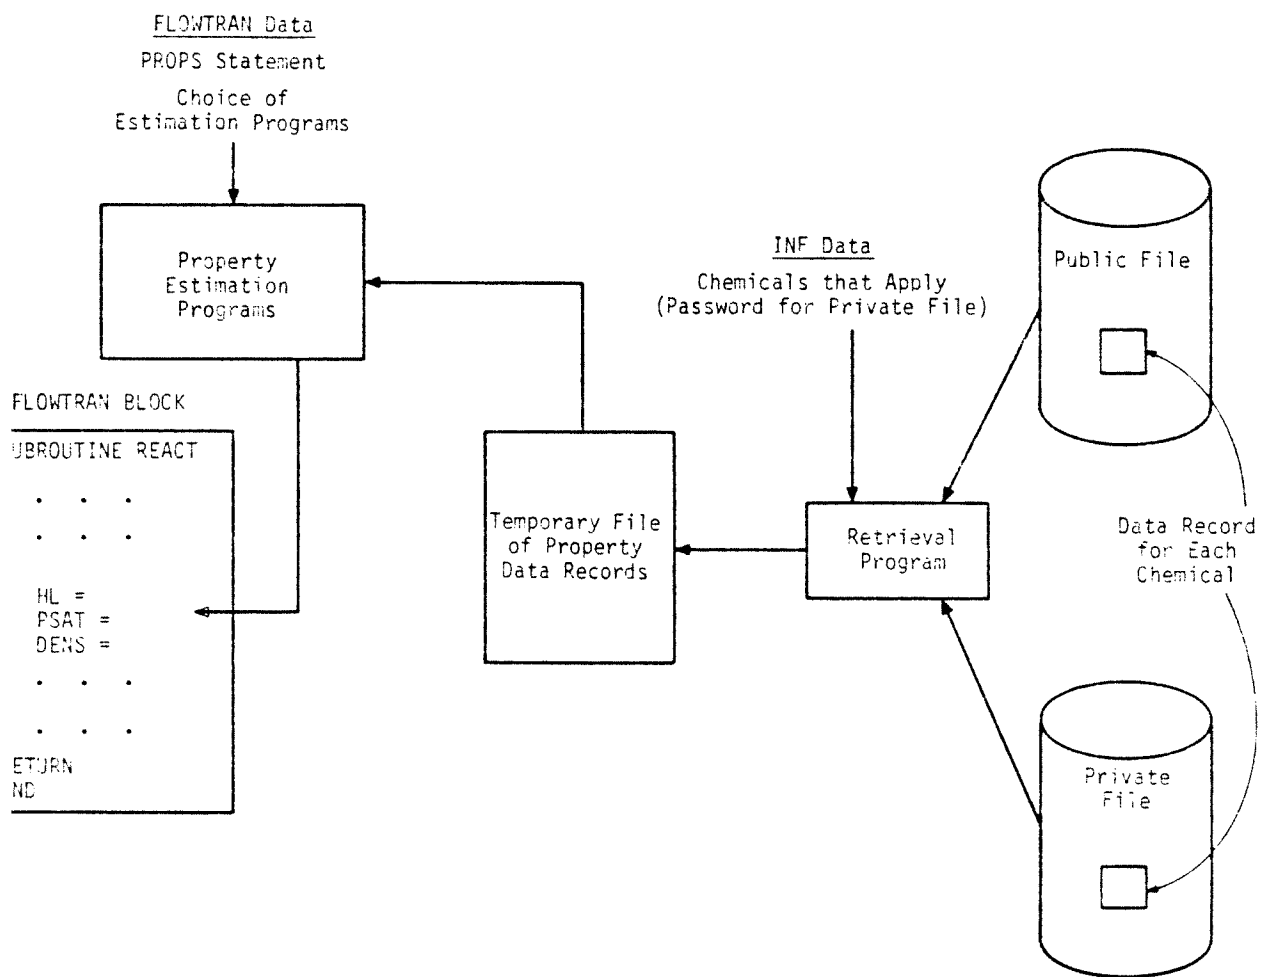 FLOWTRAN Data
PROPS Statement
Choice of
Estimation Programs
Property
Estimation
Programs
INF Data
Chemicals that Apply
(Password for Private File)
Public File
FLOWTRAN BLOCK
UBROUTINE REACT
. . .
. . .
HL =
PSAT =
DENS =
. . .
. . .
ETURN
ND
Temporary File
of Property
Data Records
Retrieval
Program
Data Record
for Each
Chemical
Private
File